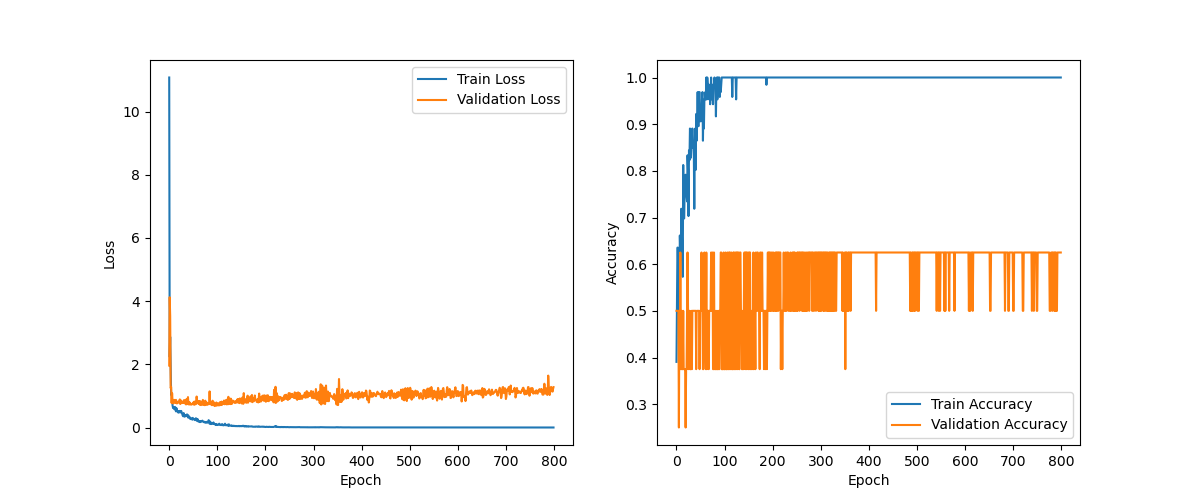 Train Loss
Validation Loss
10
8
6
4
2
0
Loss
0 100 200 300 400 500 600 700 800
Epoch
1.0
0.9
0.8
0.7
0.6
0.5
0.4
0.3
Accuracy
Train Accuracy
Validation Accuracy
0 100 200 300 400 500 600 700 800
Epoch